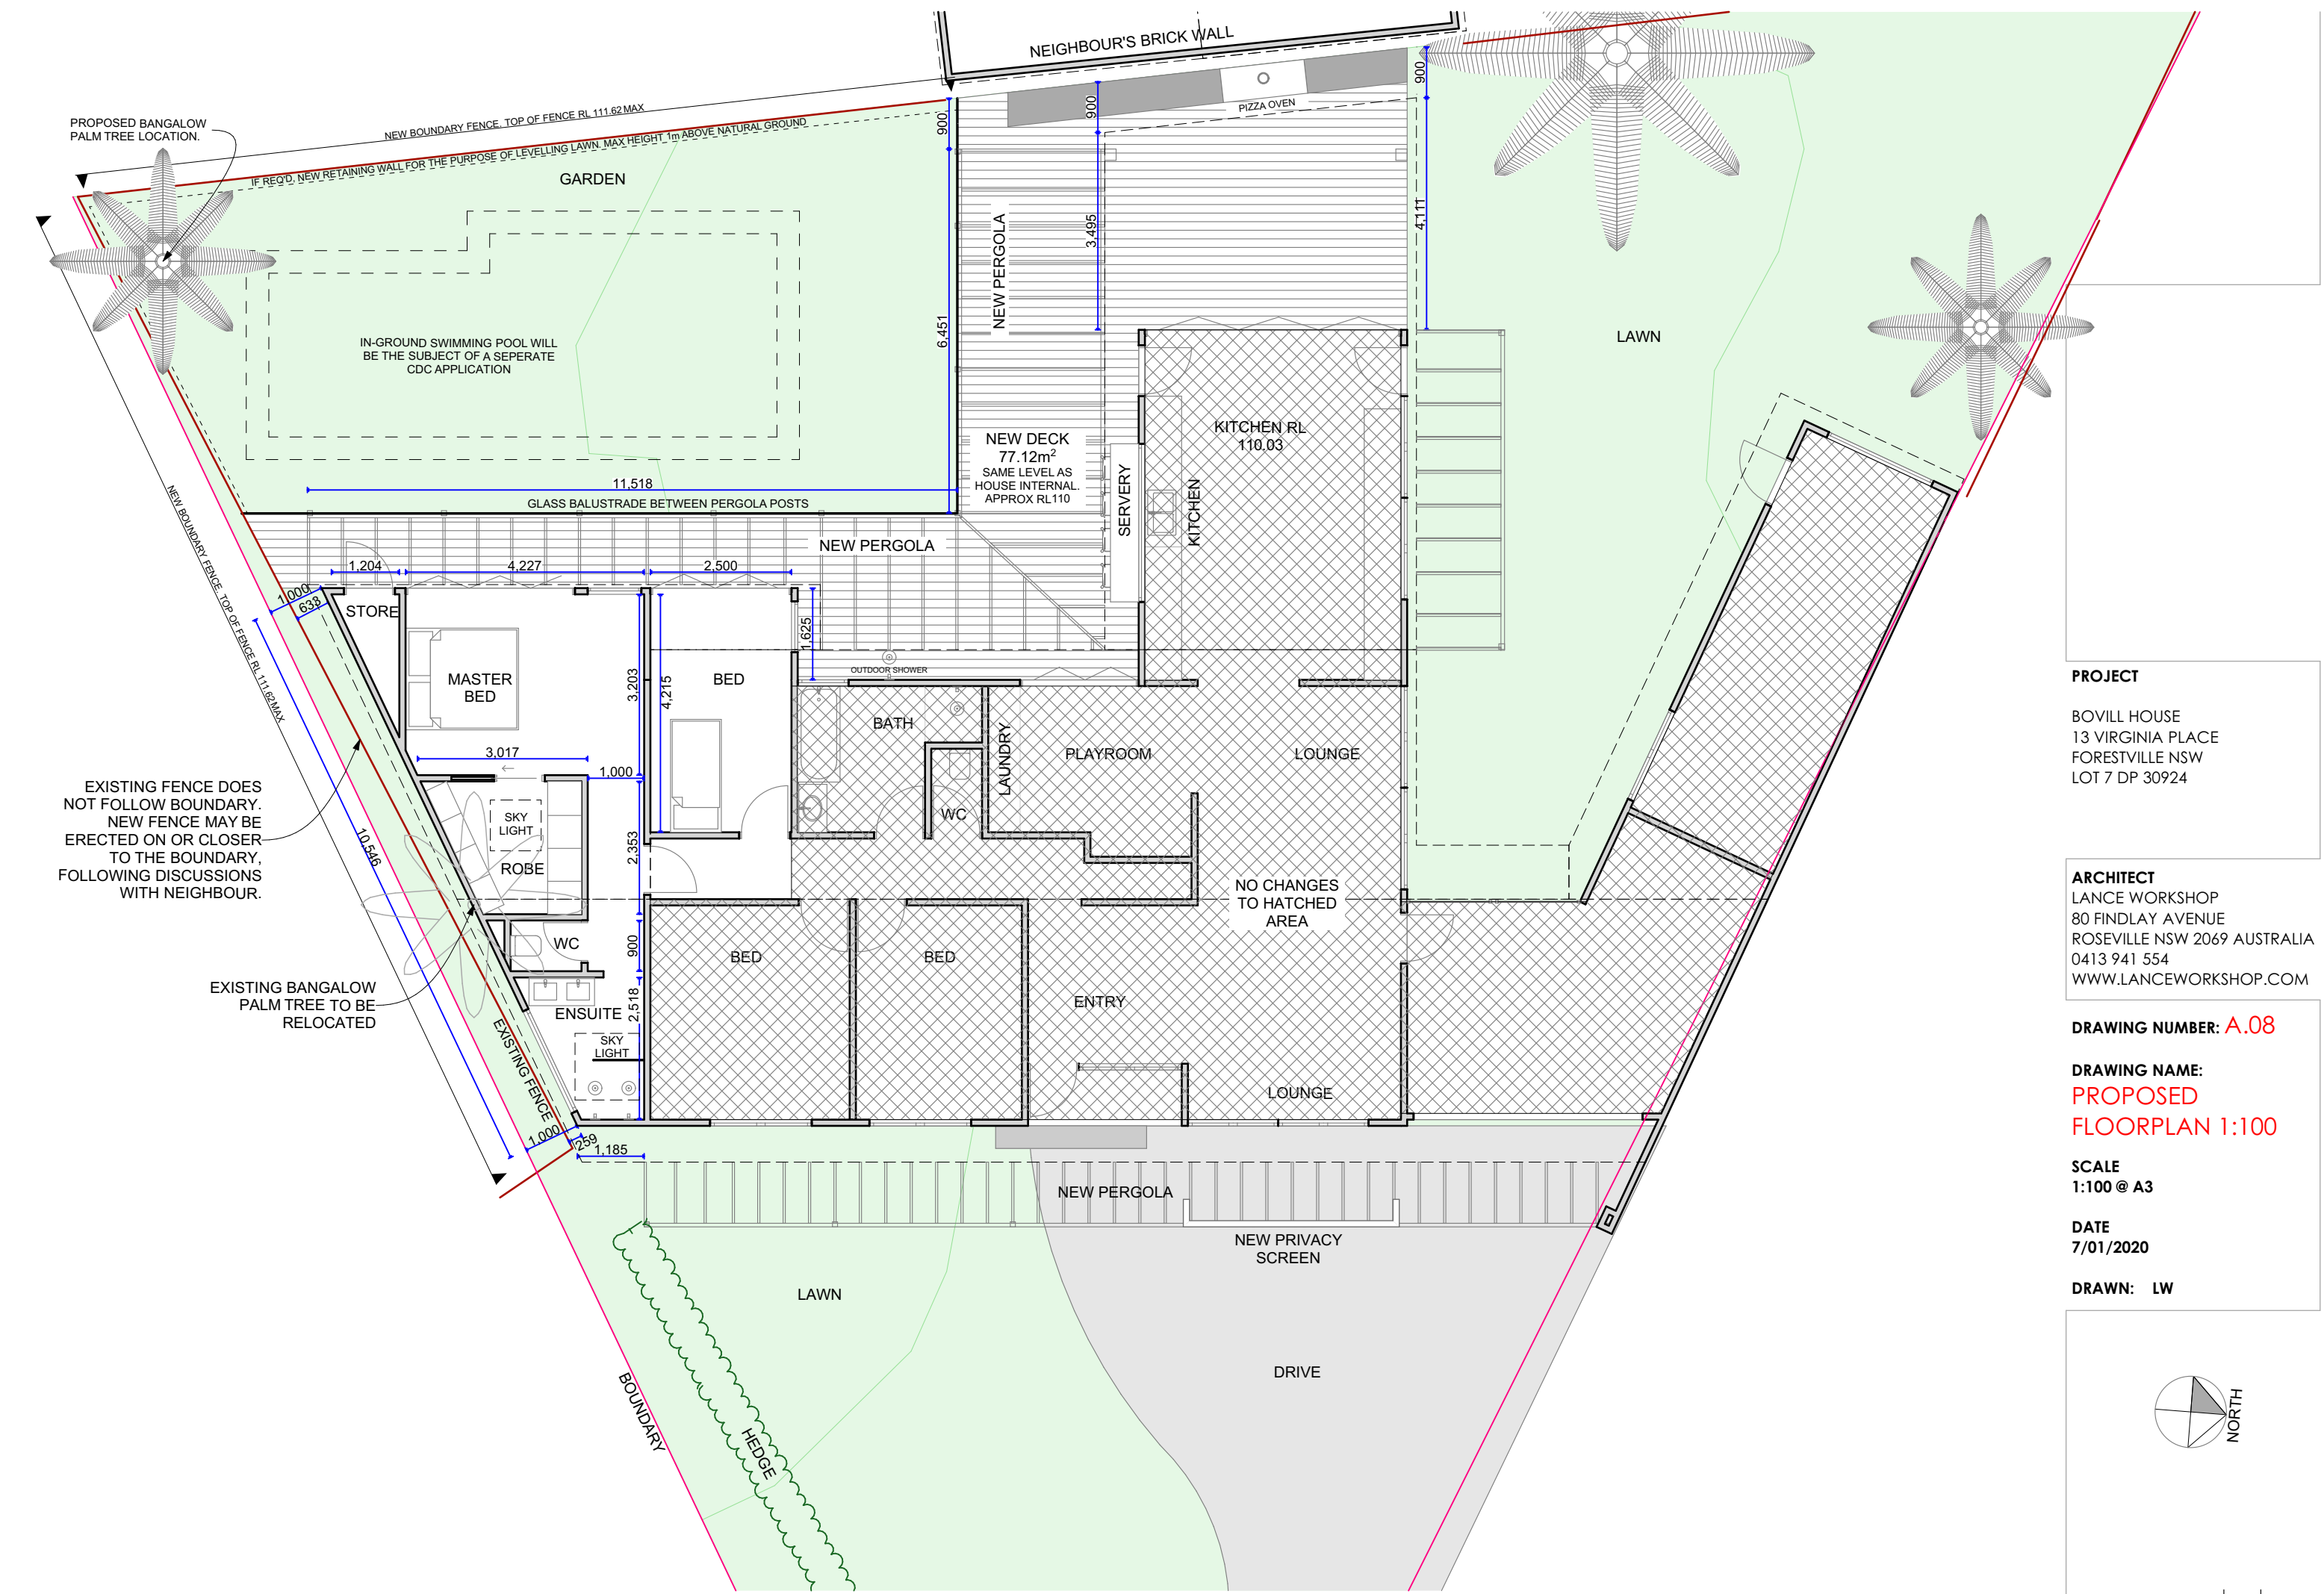 NEIGHBOUR'S BRICK WALL
PROPOSED BANGALOW
PALM TREE LOCATION.
NEW BOUNDARY FENCE. TOP OF FENCE RL 111.62 MAX
IF REQ'D, NEW RETAINING WALL FOR THE PURPOSE OF LEVELLING LAWN. MAX HEIGHT 1m ABOVE NATURAL GROUND
GARDEN
900
900
900
PIZZA OVEN
NEW PERGOLA
3,495
4,111
6,451
LAWN
IN-GROUND SWIMMING POOL WILL
BE THE SUBJECT OF A SEPERATE
CDC APPLICATION
KITCHEN RL
110.03
NEW DECK
77.12m²
SAME LEVEL AS
HOUSE INTERNAL.
APPROX RL110
SERVERY
KITCHEN
11,518
GLASS BALUSTRADE BETWEEN PERGOLA POSTS
NEW PERGOLA
NEW BOUNDARY FENCE. TOP OF FENCE RL 111.62 MAX
1,204
4,227
2,500
1,000
638
STORE
1,625
OUTDOOR SHOWER
MASTER
BED
3,203
4,215
BED
BATH
LAUNDRY
PLAYROOM
LOUNGE
3,017
1,000
SKY
LIGHT
WC
ROBE
2,353
10,546
EXISTING FENCE DOES
NOT FOLLOW BOUNDARY.
NEW FENCE MAY BE
ERECTED ON OR CLOSER
TO THE BOUNDARY,
FOLLOWING DISCUSSIONS
WITH NEIGHBOUR.
NO CHANGES
TO HATCHED
AREA
WC
900
BED
BED
EXISTING BANGALOW
PALM TREE TO BE
RELOCATED
ENSUITE
2,518
ENTRY
SKY
LIGHT
EXISTING FENCE
LOUNGE
1,000
259
1,185
NEW PERGOLA
NEW PRIVACY
SCREEN
LAWN
DRIVE
BOUNDARY
HEDGE
PROJECT
BOVILL HOUSE
13 VIRGINIA PLACE
FORESTVILLE NSW
LOT 7 DP 30924
ARCHITECT
LANCE WORKSHOP
80 FINDLAY AVENUE
ROSEVILLE NSW 2069 AUSTRALIA
0413 941 554
WWW.LANCEWORKSHOP.COM
DRAWING NUMBER: A.08
DRAWING NAME:
PROPOSED
FLOORPLAN 1:100
SCALE
1:100 @ A3
DATE
7/01/2020
DRAWN: LW
NORTH